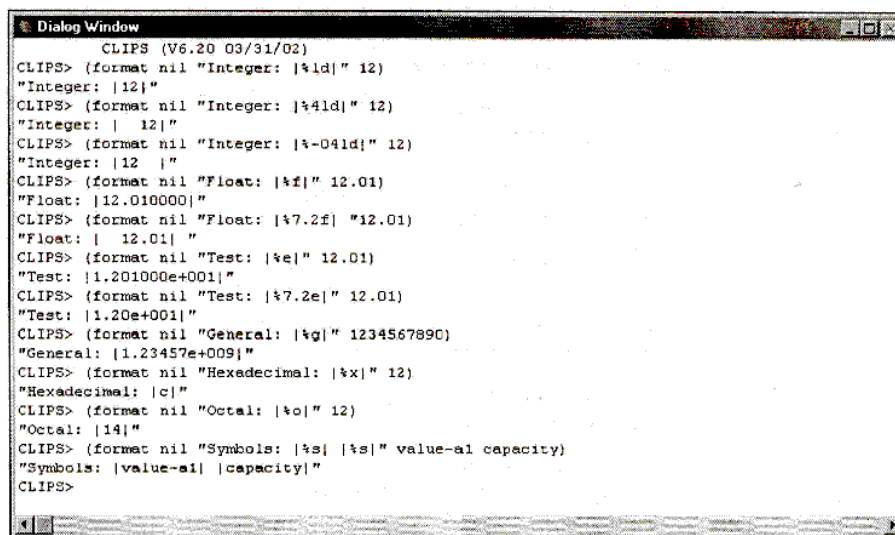 Dialog Window
CLIPS (V6.20 03/31/02)
CLIPS> (format nil "Integer: |%ld|" 12)
"Integer: |12|"
CLIPS> (format nil "Integer: |%4ld|" 12)
"Integer: |  12|"
CLIPS> (format nil "Integer: |%-04ld|" 12)
"Integer: |12  |"
CLIPS> (format nil "Float: |%f|" 12.01)
"Float: |12.010000|"
CLIPS> (format nil "Float: |%7.2f| "12.01)
"Float: |  12.01| "
CLIPS> (format nil "Test: |%e|" 12.01)
"Test: |1.201000e+001|"
CLIPS> (format nil "Test: |%7.2e|" 12.01)
"Test: |1.20e+001|"
CLIPS> (format nil "General: |%g|" 1234567890)
"General: |1.23457e+009|"
CLIPS> (format nil "Hexadecimal: |%x|" 12)
"Hexadecimal: |c|"
CLIPS> (format nil "Octal: |%o|" 12)
"Octal: |14|"
CLIPS> (format nil "Symbols: |%s| |%s|" value-a1 capacity)
"Symbols: |value-a1| |capacity|"
CLIPS>